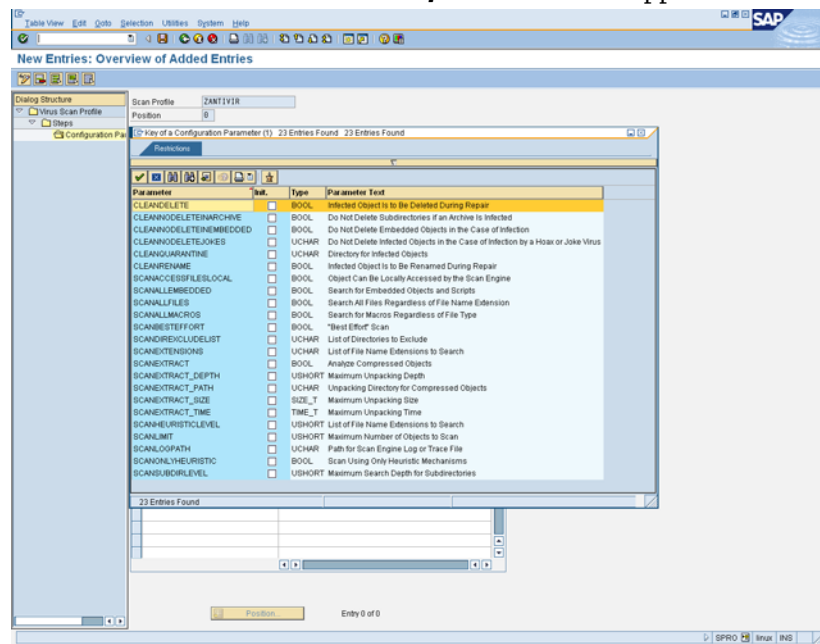 Table View Edit Goto Selection Utilities System Help
SAP
New Entries: Overview of Added Entries
Dialog Structure
Virus Scan Profile
Steps
Configuration Par
Scan Profile ZANTIVIR
Position 0
Key of a Configuration Parameter (1) 23 Entries Found 23 Entries Found
Restrictions
Parameter Init. Type Parameter Text
CLEANDELETE BOOL Infected Object Is to Be Deleted During Repair
CLEANNODELETEINARCHIVE BOOL Do Not Delete Subdirectories if an Archive Is Infected
CLEANNODELETEINEMBEDDED BOOL Do Not Delete Embedded Objects in the Case of Infection
CLEANNODELETEJOKES UCHAR Do Not Delete Infected Objects in the Case of Infection by a Hoax or Joke Virus
CLEANQUARANTINE UCHAR Directory for Infected Objects
CLEANRENAME BOOL Infected Object Is to Be Renamed During Repair
SCANACCESSFILESLOCAL BOOL Object Can Be Locally Accessed by the Scan Engine
SCANALLEMBEDDED BOOL Search for Embedded Objects and Scripts
SCANALLFILES BOOL Search All Files Regardless of File Name Extension
SCANALLMACROS BOOL Search for Macros Regardless of File Type
SCANBESTEFFORT BOOL "Best Effort" Scan
SCANDIREXCLUDELIST UCHAR List of Directories to Exclude
SCANEXTENSIONS UCHAR List of File Name Extensions to Search
SCANEXTRACT BOOL Analyze Compressed Objects
SCANEXTRACT_DEPTH USHORT Maximum Unpacking Depth
SCANEXTRACT_PATH UCHAR Unpacking Directory for Compressed Objects
SCANEXTRACT_SIZE SIZE_T Maximum Unpacking Size
SCANEXTRACT_TIME TIME_T Maximum Unpacking Time
SCANHEURISTICLEVEL USHORT List of File Name Extensions to Search
SCANLIMIT USHORT Maximum Number of Objects to Scan
SCANLOGPATH UCHAR Path for Scan Engine Log or Trace File
SCANONLYHEURISTIC BOOL Scan Using Only Heuristic Mechanisms
SCANSUBDIRLEVEL USHORT Maximum Search Depth for Subdirectories
23 Entries Found
Position... Entry 0 of 0
SPRO linux INS